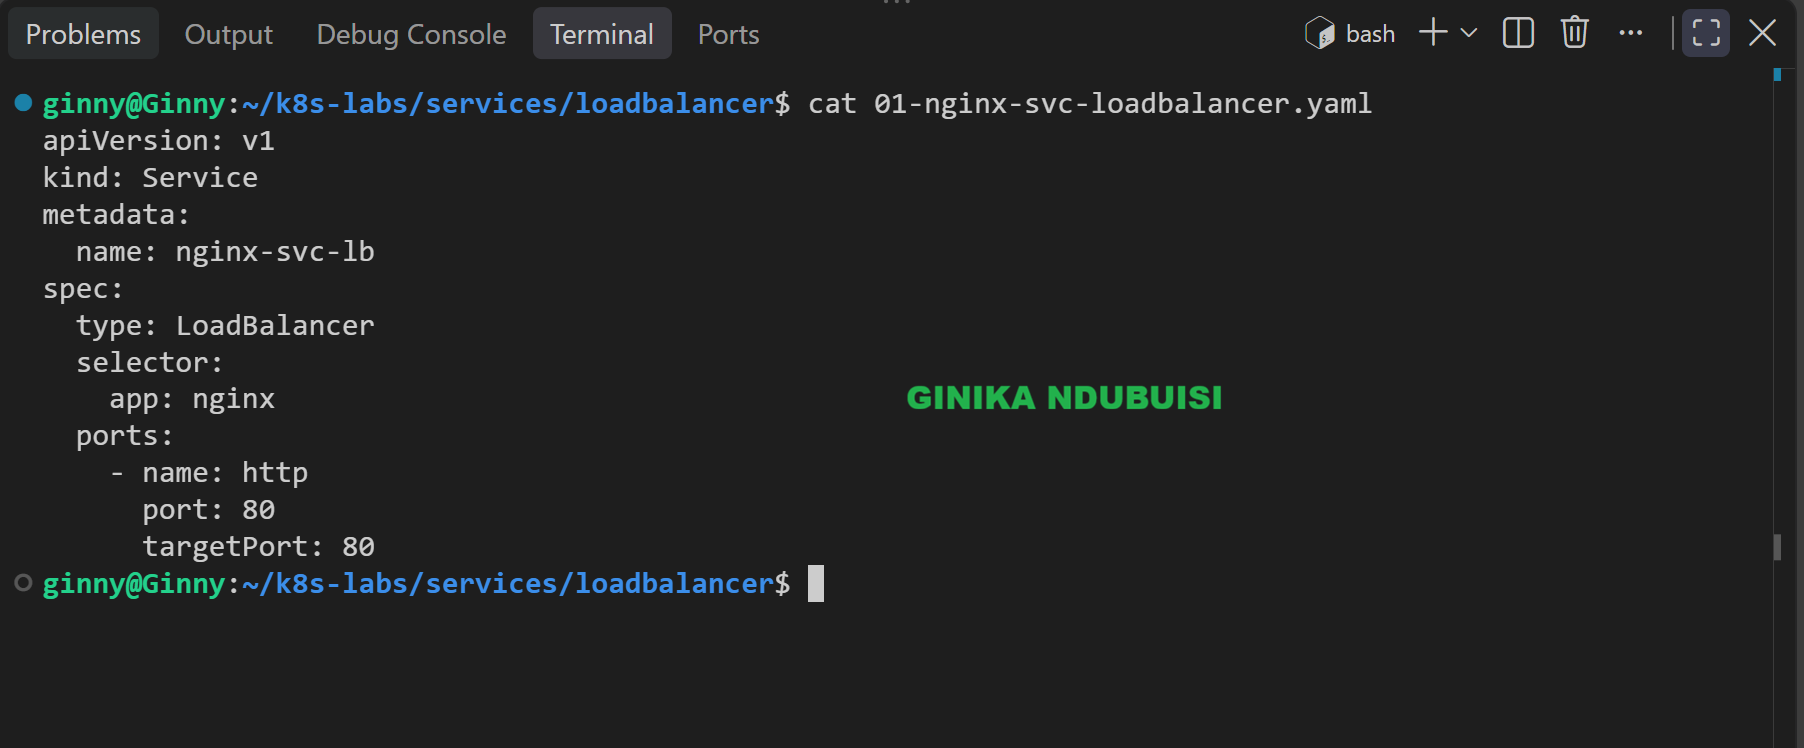 Problems Output Debug Console Terminal Ports bash
ginny@Ginny:~/k8s-labs/services/loadbalancer$ cat 01-nginx-svc-loadbalancer.yaml
apiVersion: v1
kind: Service
metadata:
  name: nginx-svc-lb
spec:
  type: LoadBalancer
  selector:
    app: nginx
  ports:
    - name: http
      port: 80
      targetPort: 80
ginny@Ginny:~/k8s-labs/services/loadbalancer$
GINIKA NDUBUISI